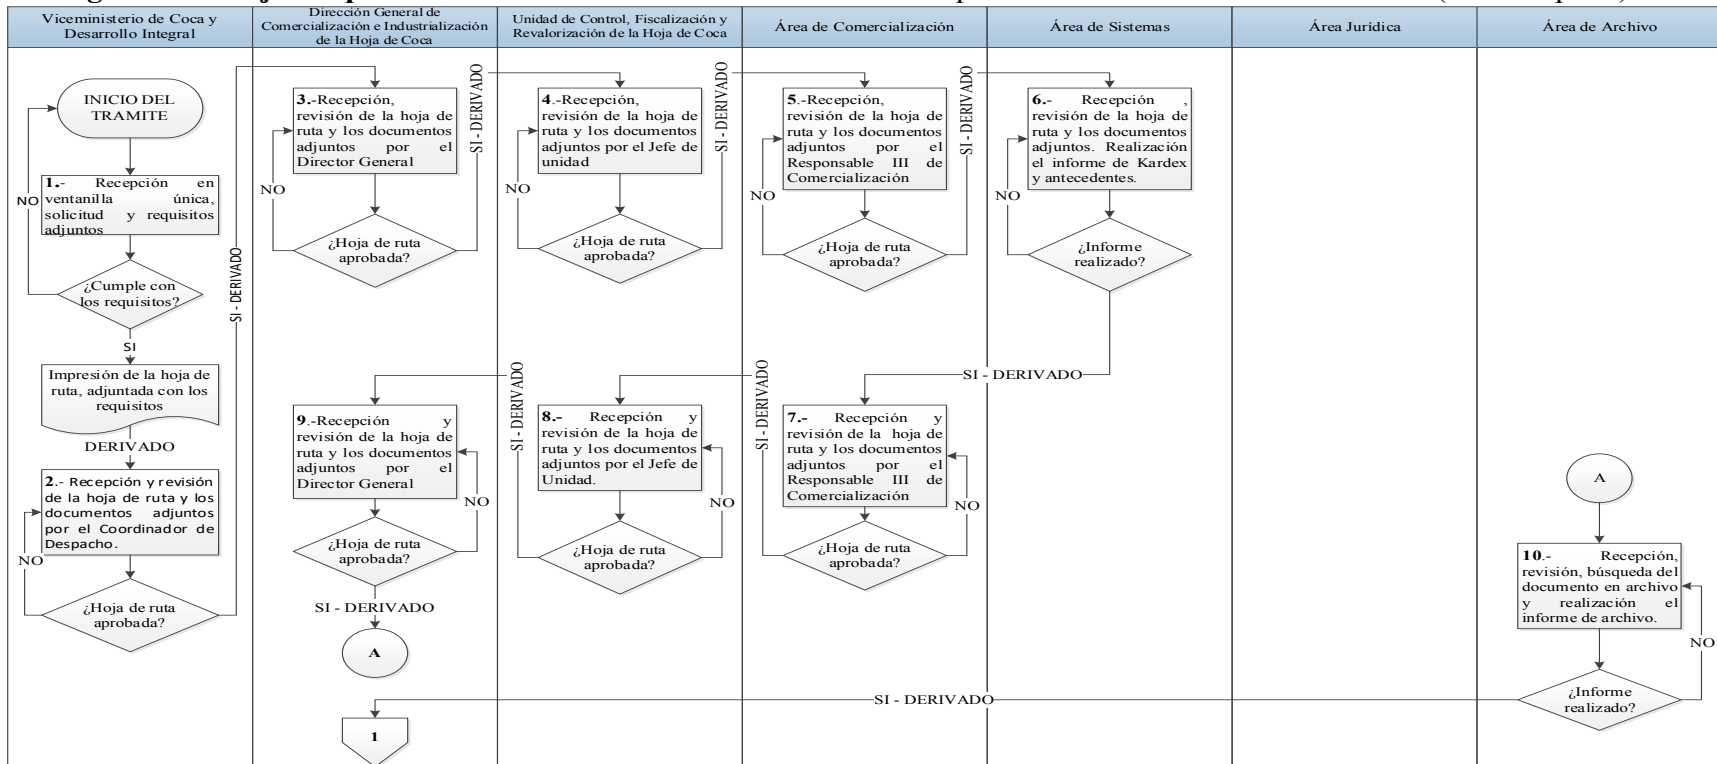 Viceministerio de Coca y
Desarrollo Integral
Dirección General de
Comercialización e Industrialización
de la Hoja de Coca
Unidad de Control, Fiscalización y
Revalorización de la Hoja de Coca
Área de Comercialización
Área de Sistemas
Área Jurídica
Área de Archivo
INICIO DEL
TRAMITE
1.- Recepción en
ventanilla única,
solicitud y requisitos
adjuntos
NO
¿Cumple con
los requisitos?
SI
Impresión de la hoja de
ruta, adjuntada con los
requisitos
DERIVADO
2.- Recepción y revisión
de la hoja de ruta y los
documentos adjuntos
por el Coordinador de
Despacho.
NO
¿Hoja de ruta
aprobada?
SI - DERIVADO
3.-Recepción,
revisión de la hoja de
ruta y los documentos
adjuntos por el
Director General
NO
¿Hoja de ruta
aprobada?
SI - DERIVADO
4.-Recepción,
revisión de la hoja de
ruta y los documentos
adjuntos por el Jefe de
unidad
NO
¿Hoja de ruta
aprobada?
SI - DERIVADO
5.-Recepción,
revisión de la hoja de
ruta y los documentos
adjuntos por el
Responsable III de
Comercialización
NO
¿Hoja de ruta
aprobada?
SI - DERIVADO
6.- Recepción ,
revisión de la hoja de
ruta y los documentos
adjuntos. Realización
el informe de Kardex
y antecedentes.
NO
¿Informe
realizado?
SI - DERIVADO
7.- Recepción y
revisión de la hoja de
ruta y los documentos
adjuntos por el
Responsable III de
Comercialización
NO
¿Hoja de ruta
aprobada?
SI - DERIVADO
8.- Recepción y
revisión de la hoja de
ruta y los documentos
adjuntos por el Jefe de
Unidad.
NO
¿Hoja de ruta
aprobada?
SI - DERIVADO
9.-Recepción y
revisión de la hoja de
ruta y los documentos
adjuntos por el
Director General
NO
¿Hoja de ruta
aprobada?
SI - DERIVADO
A
A
10.- Recepción,
revisión, búsqueda del
documento en archivo
y realización el
informe de archivo.
NO
¿Informe
realizado?
SI - DERIVADO
1